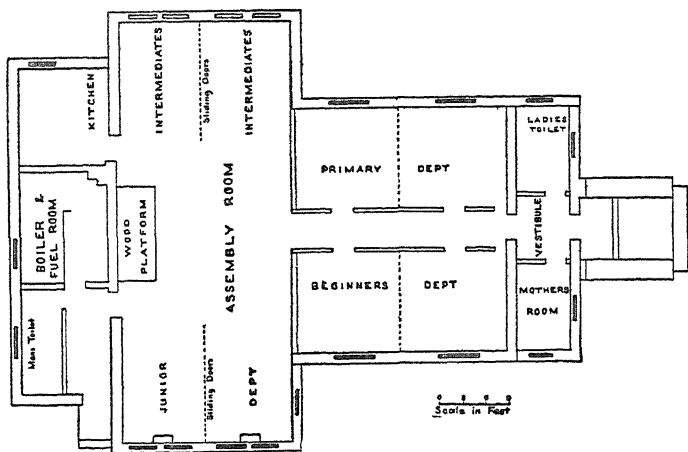 KITCHEN
INTERMEDIATES
Sliding Doors
INTERMEDIATES
LADIES
TOILET
PRIMARY DEPT
BOILER &
FUEL ROOM
WOOD
PLATFORM
ASSEMBLY ROOM
VESTIBULE
BEGINNERS DEPT
MOTHERS
ROOM
Mens Toilet
JUNIOR
Sliding Doors
DEPT
Scale in Feet